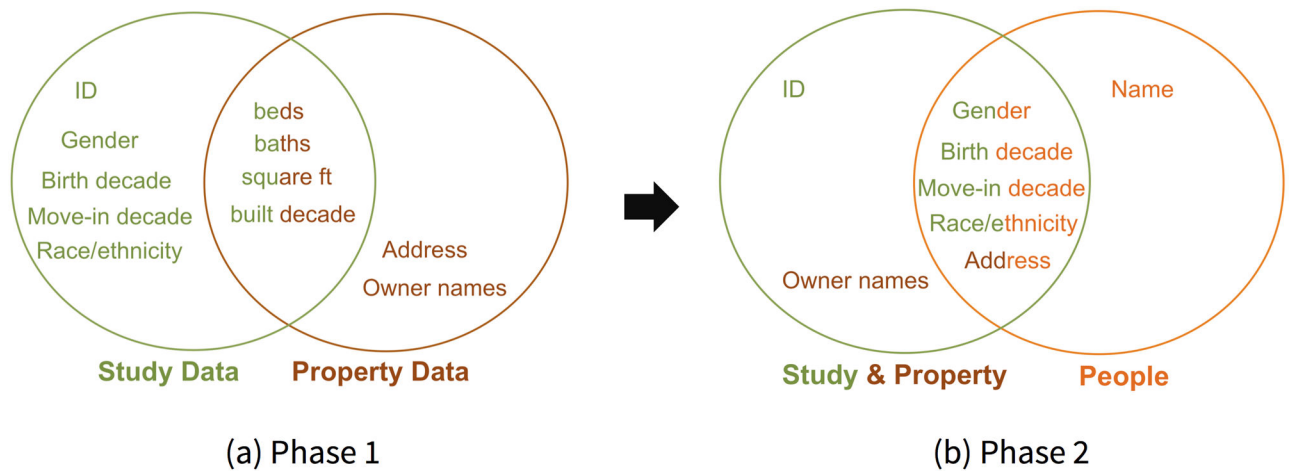 ID
Gender
Birth decade
Move-in decade
Race/ethnicity
beds
baths
square ft
built decade
Address
Owner names
Study Data
Property Data
(a) Phase 1
ID
Owner names
Gender
Birth decade
Move-in decade
Race/ethnicity
Address
Name
Study & Property
People
(b) Phase 2